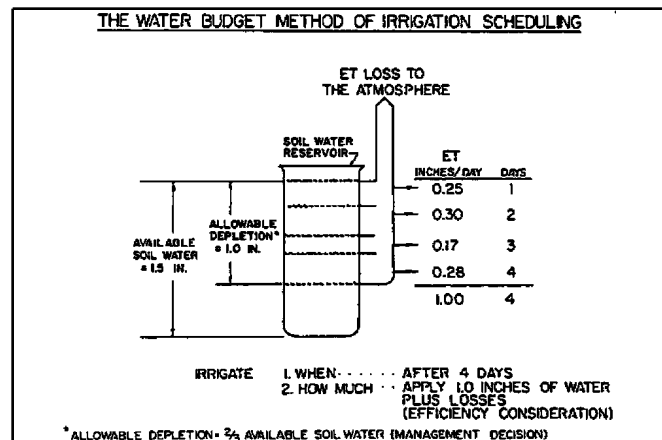 THE WATER BUDGET METHOD OF IRRIGATION SCHEDULING
ET LOSS TO
THE ATMOSPHERE
SOIL WATER
RESERVOIR
ET
INCHES/DAY DAYS
0.25 1
0.30 2
0.17 3
0.28 4
1.00 4
ALLOWABLE
DEPLETION*
= 1.0 IN.
AVAILABLE
SOIL WATER
= 1.5 IN.
IRRIGATE 1. WHEN · · · · · · AFTER 4 DAYS
2. HOW MUCH · · APPLY 1.0 INCHES OF WATER
PLUS LOSSES
(EFFICIENCY CONSIDERATION)
*ALLOWABLE DEPLETION = 2/3 AVAILABLE SOIL WATER (MANAGEMENT DECISION)